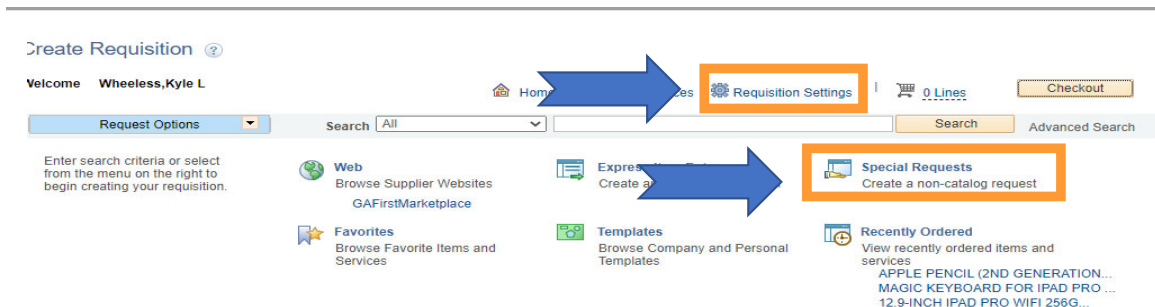 Create Requisition
Welcome Wheeless,Kyle L
Home Requisition Settings 0 Lines Checkout
Request Options Search All Search Advanced Search
Enter search criteria or select
from the menu on the right to
begin creating your requisition.
Web
Browse Supplier Websites
GAFirstMarketplace
Create
Special Requests
Create a non-catalog request
Favorites
Browse Favorite Items and
Services
Templates
Browse Company and Personal
Templates
Recently Ordered
View recently ordered items and
services
APPLE PENCIL (2ND GENERATION...
MAGIC KEYBOARD FOR IPAD PRO ...
12.9-INCH IPAD PRO WIFI 256G...